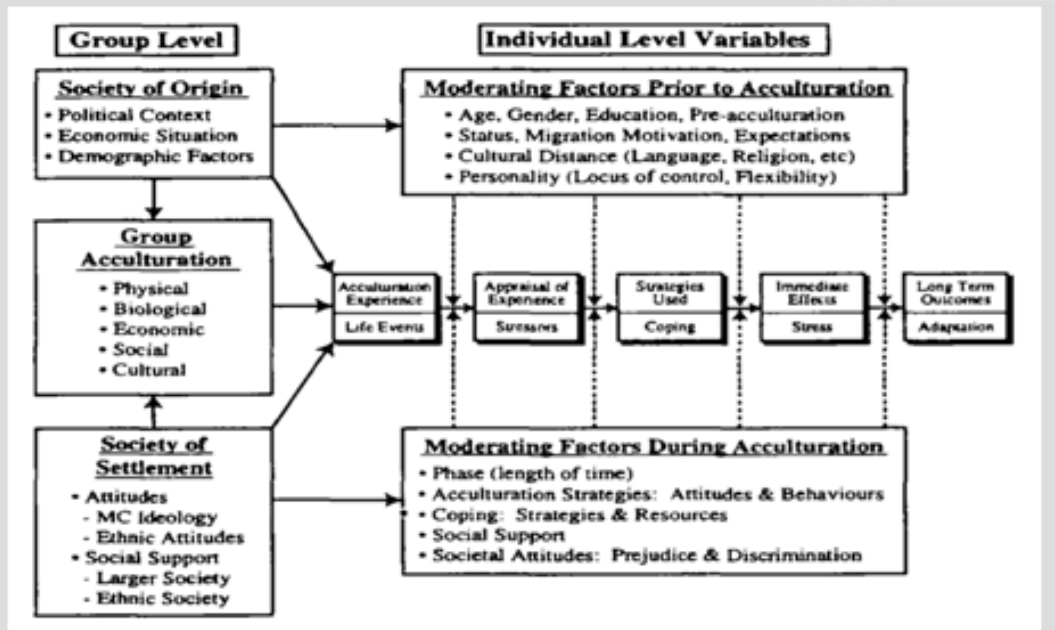 Group Level
Individual Level Variables
Society of Origin
• Political Context
• Economic Situation
• Demographic Factors
Moderating Factors Prior to Acculturation
• Age, Gender, Education, Pre-acculturation
• Status, Migration Motivation, Expectations
• Cultural Distance (Language, Religion, etc)
• Personality (Locus of control, Flexibility)
Group
Acculturation
• Physical
• Biological
• Economic
• Social
• Cultural
Acculturation
Experience
Life Events
Appraisal of
Experience
Stressors
Strategies
Used
Coping
Immediate
Effects
Stress
Long Term
Outcomes
Adaptation
Society of
Settlement
• Attitudes
- MC Ideology
- Ethnic Attitudes
• Social Support
- Larger Society
- Ethnic Society
Moderating Factors During Acculturation
• Phase (length of time)
• Acculturation Strategies: Attitudes & Behaviours
• Coping: Strategies & Resources
• Social Support
• Societal Attitudes: Prejudice & Discrimination